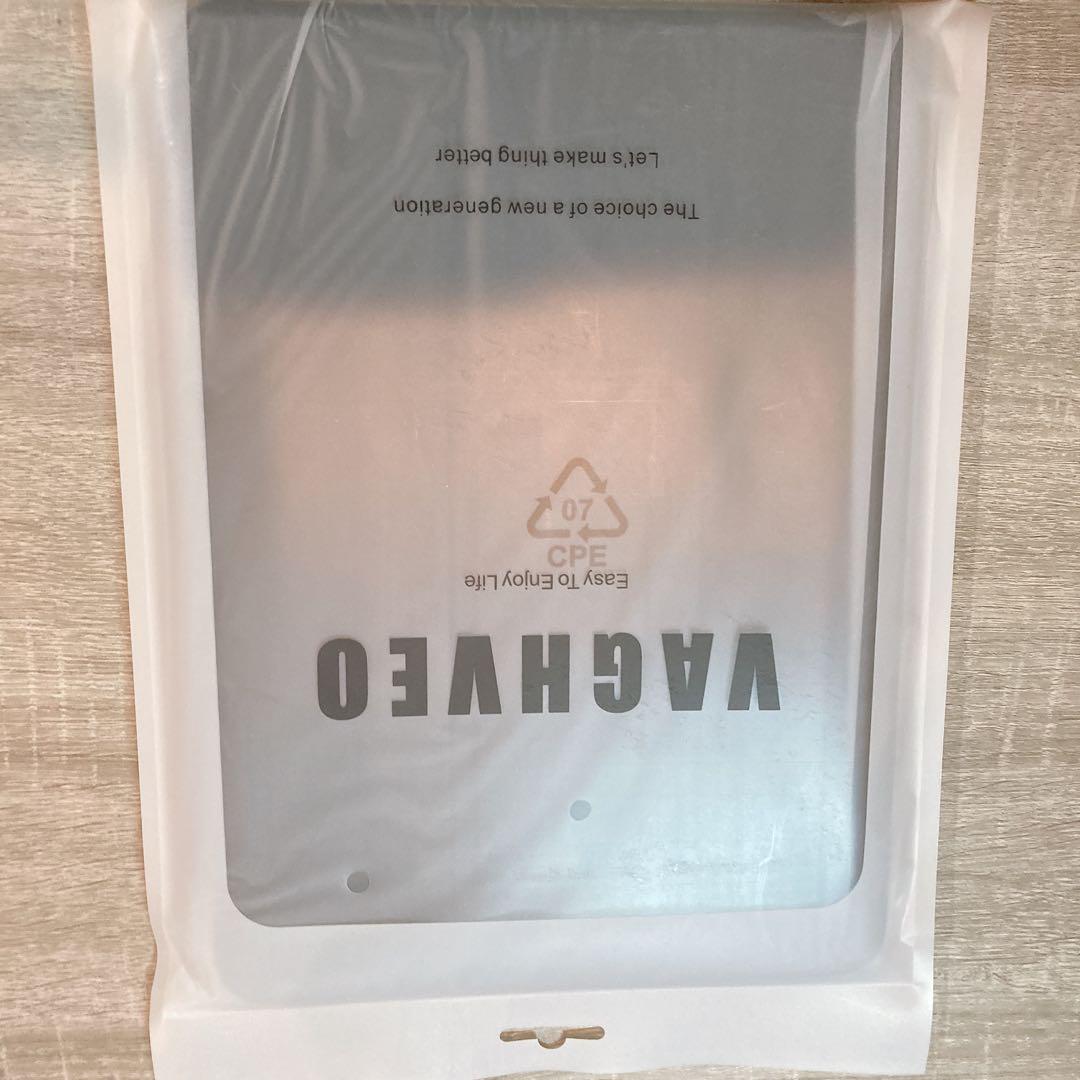 VAGHVEO
Easy To Enjoy Life
07
CPE
The choice of a new generation
Let's make thing better